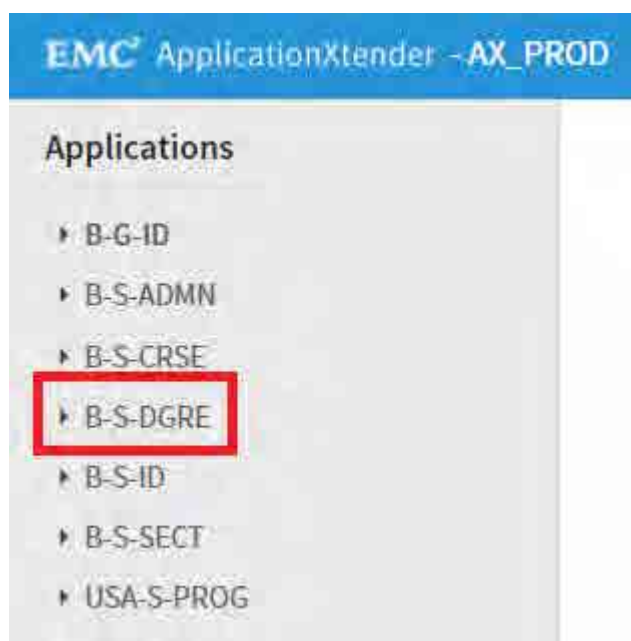 EMC² ApplicationXtender - AX_PROD
Applications
B-G-ID
B-S-ADMN
B-S-CRSE
B-S-DGRE
B-S-ID
B-S-SECT
USA-S-PROG